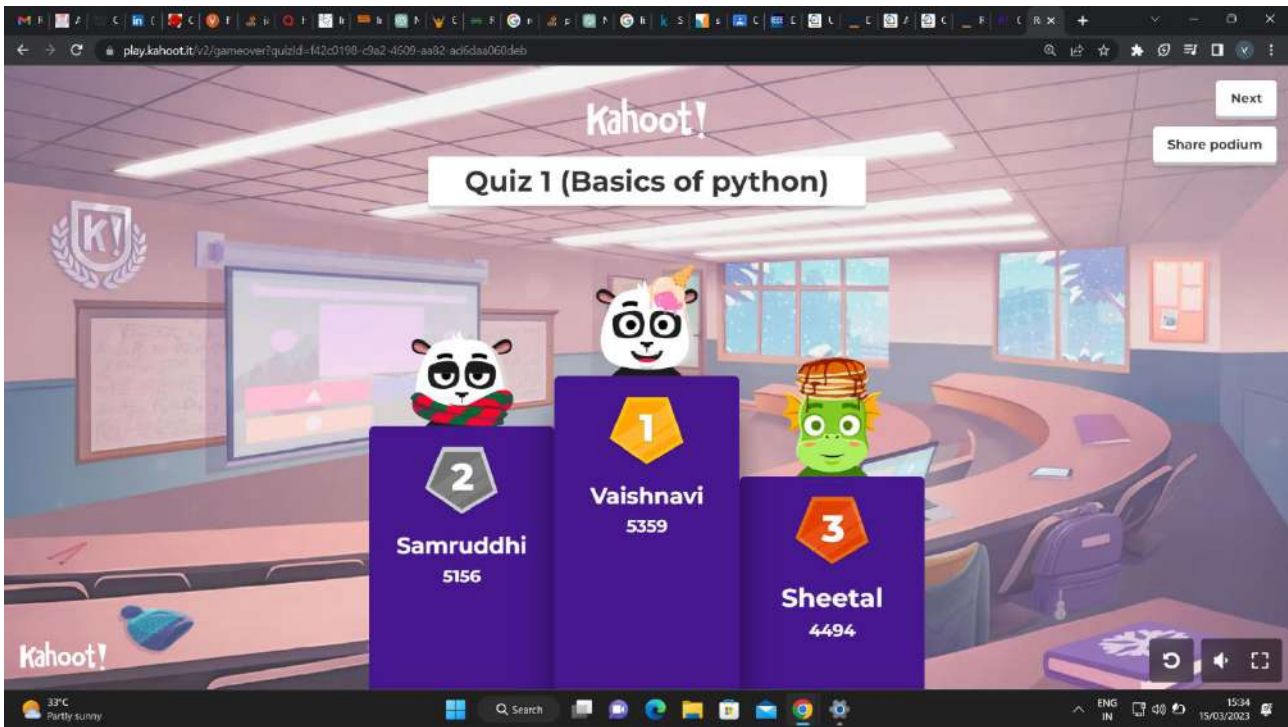 play.kahoot.it/v2/gameover?quizId=f42c0198-c9a2-4609-aa82-ad6daa060deb
Next
Share podium
Kahoot!
Quiz 1 (Basics of python)
K!
1
Vaishnavi
5359
2
Samruddhi
5156
3
Sheetal
4494
Kahoot!
33°C
Partly sunny
Search
ENG
IN
15:34
15/03/2023